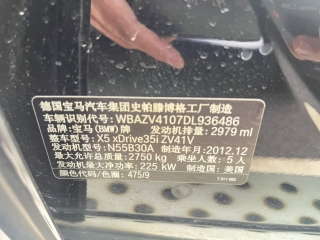 德国宝马汽车集团史帕滕博格工厂制造
车辆识别代号: WBAZV4107DL936486
品牌: 宝马(BMW)牌 发动机排量: 2979 ml
整车型号: X5 xDrive35i ZV41V
发动机型号: N55B30A 制造年月: 2012.12
最大允许总质量: 2750 kg 乘坐人数: 5 人
发动机最大净功率: 225 kW 制造国: 美国
颜色代码/色圈: 475/9